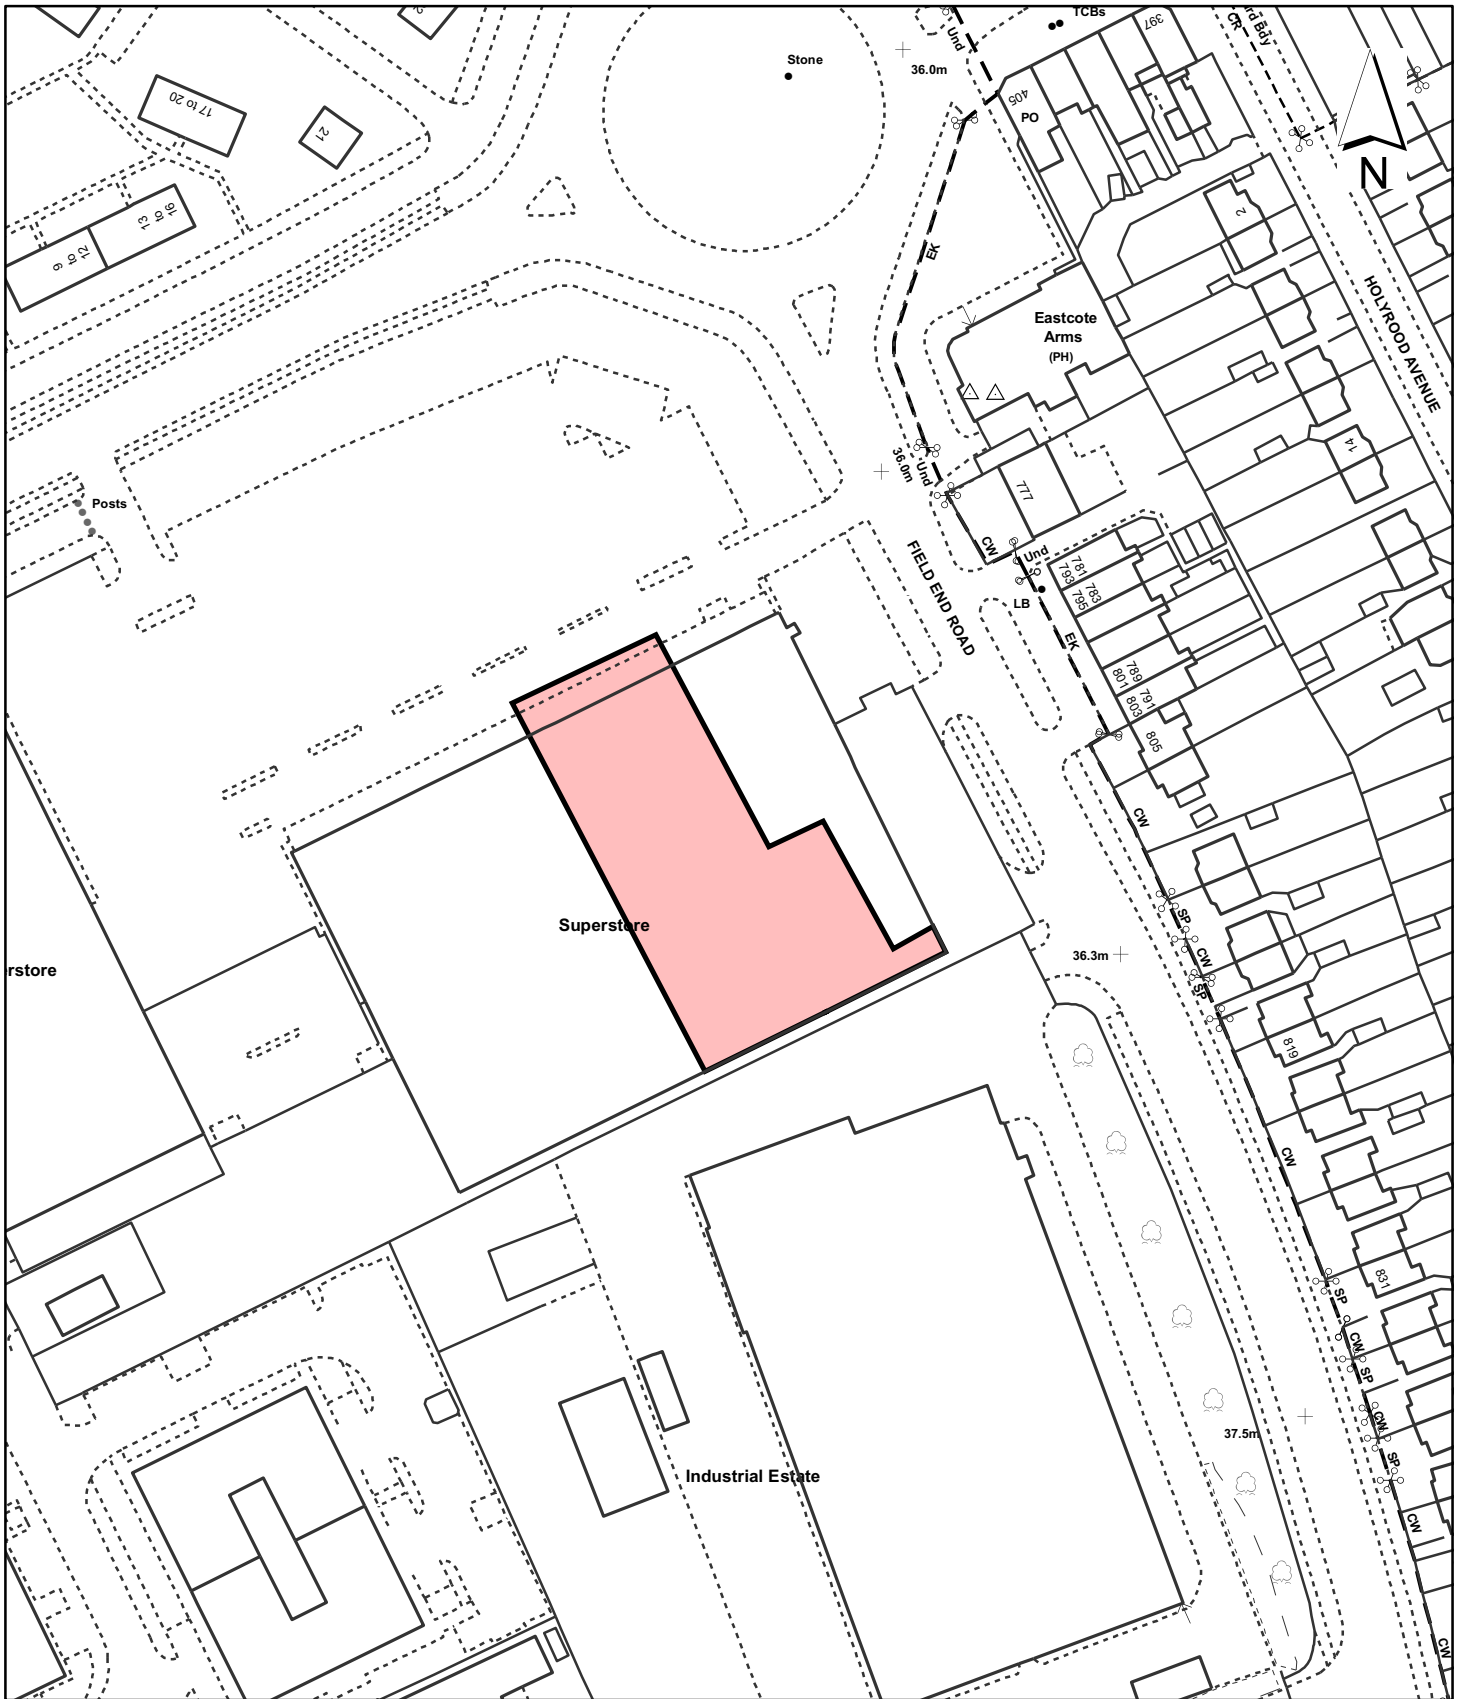 TCBs
397
Und
CR
rd Bdy
Stone
36.0m
17 to 20
405
PO
21
N
13 to 16
2
9 to 12
EK
HOLYROOD AVENUE
Eastcote
Arms
(PH)
14
36.0m
Und
777
Posts
CW
Und
781
793
783
795
LB
FIELD END ROAD
EK
789
801
791
803
805
CW
Superstore
SP
rstore
36.3m
CW
SP
819
CW
831
SP
CW
SP
CW
37.5m
SP
Industrial Estate
CW
CW